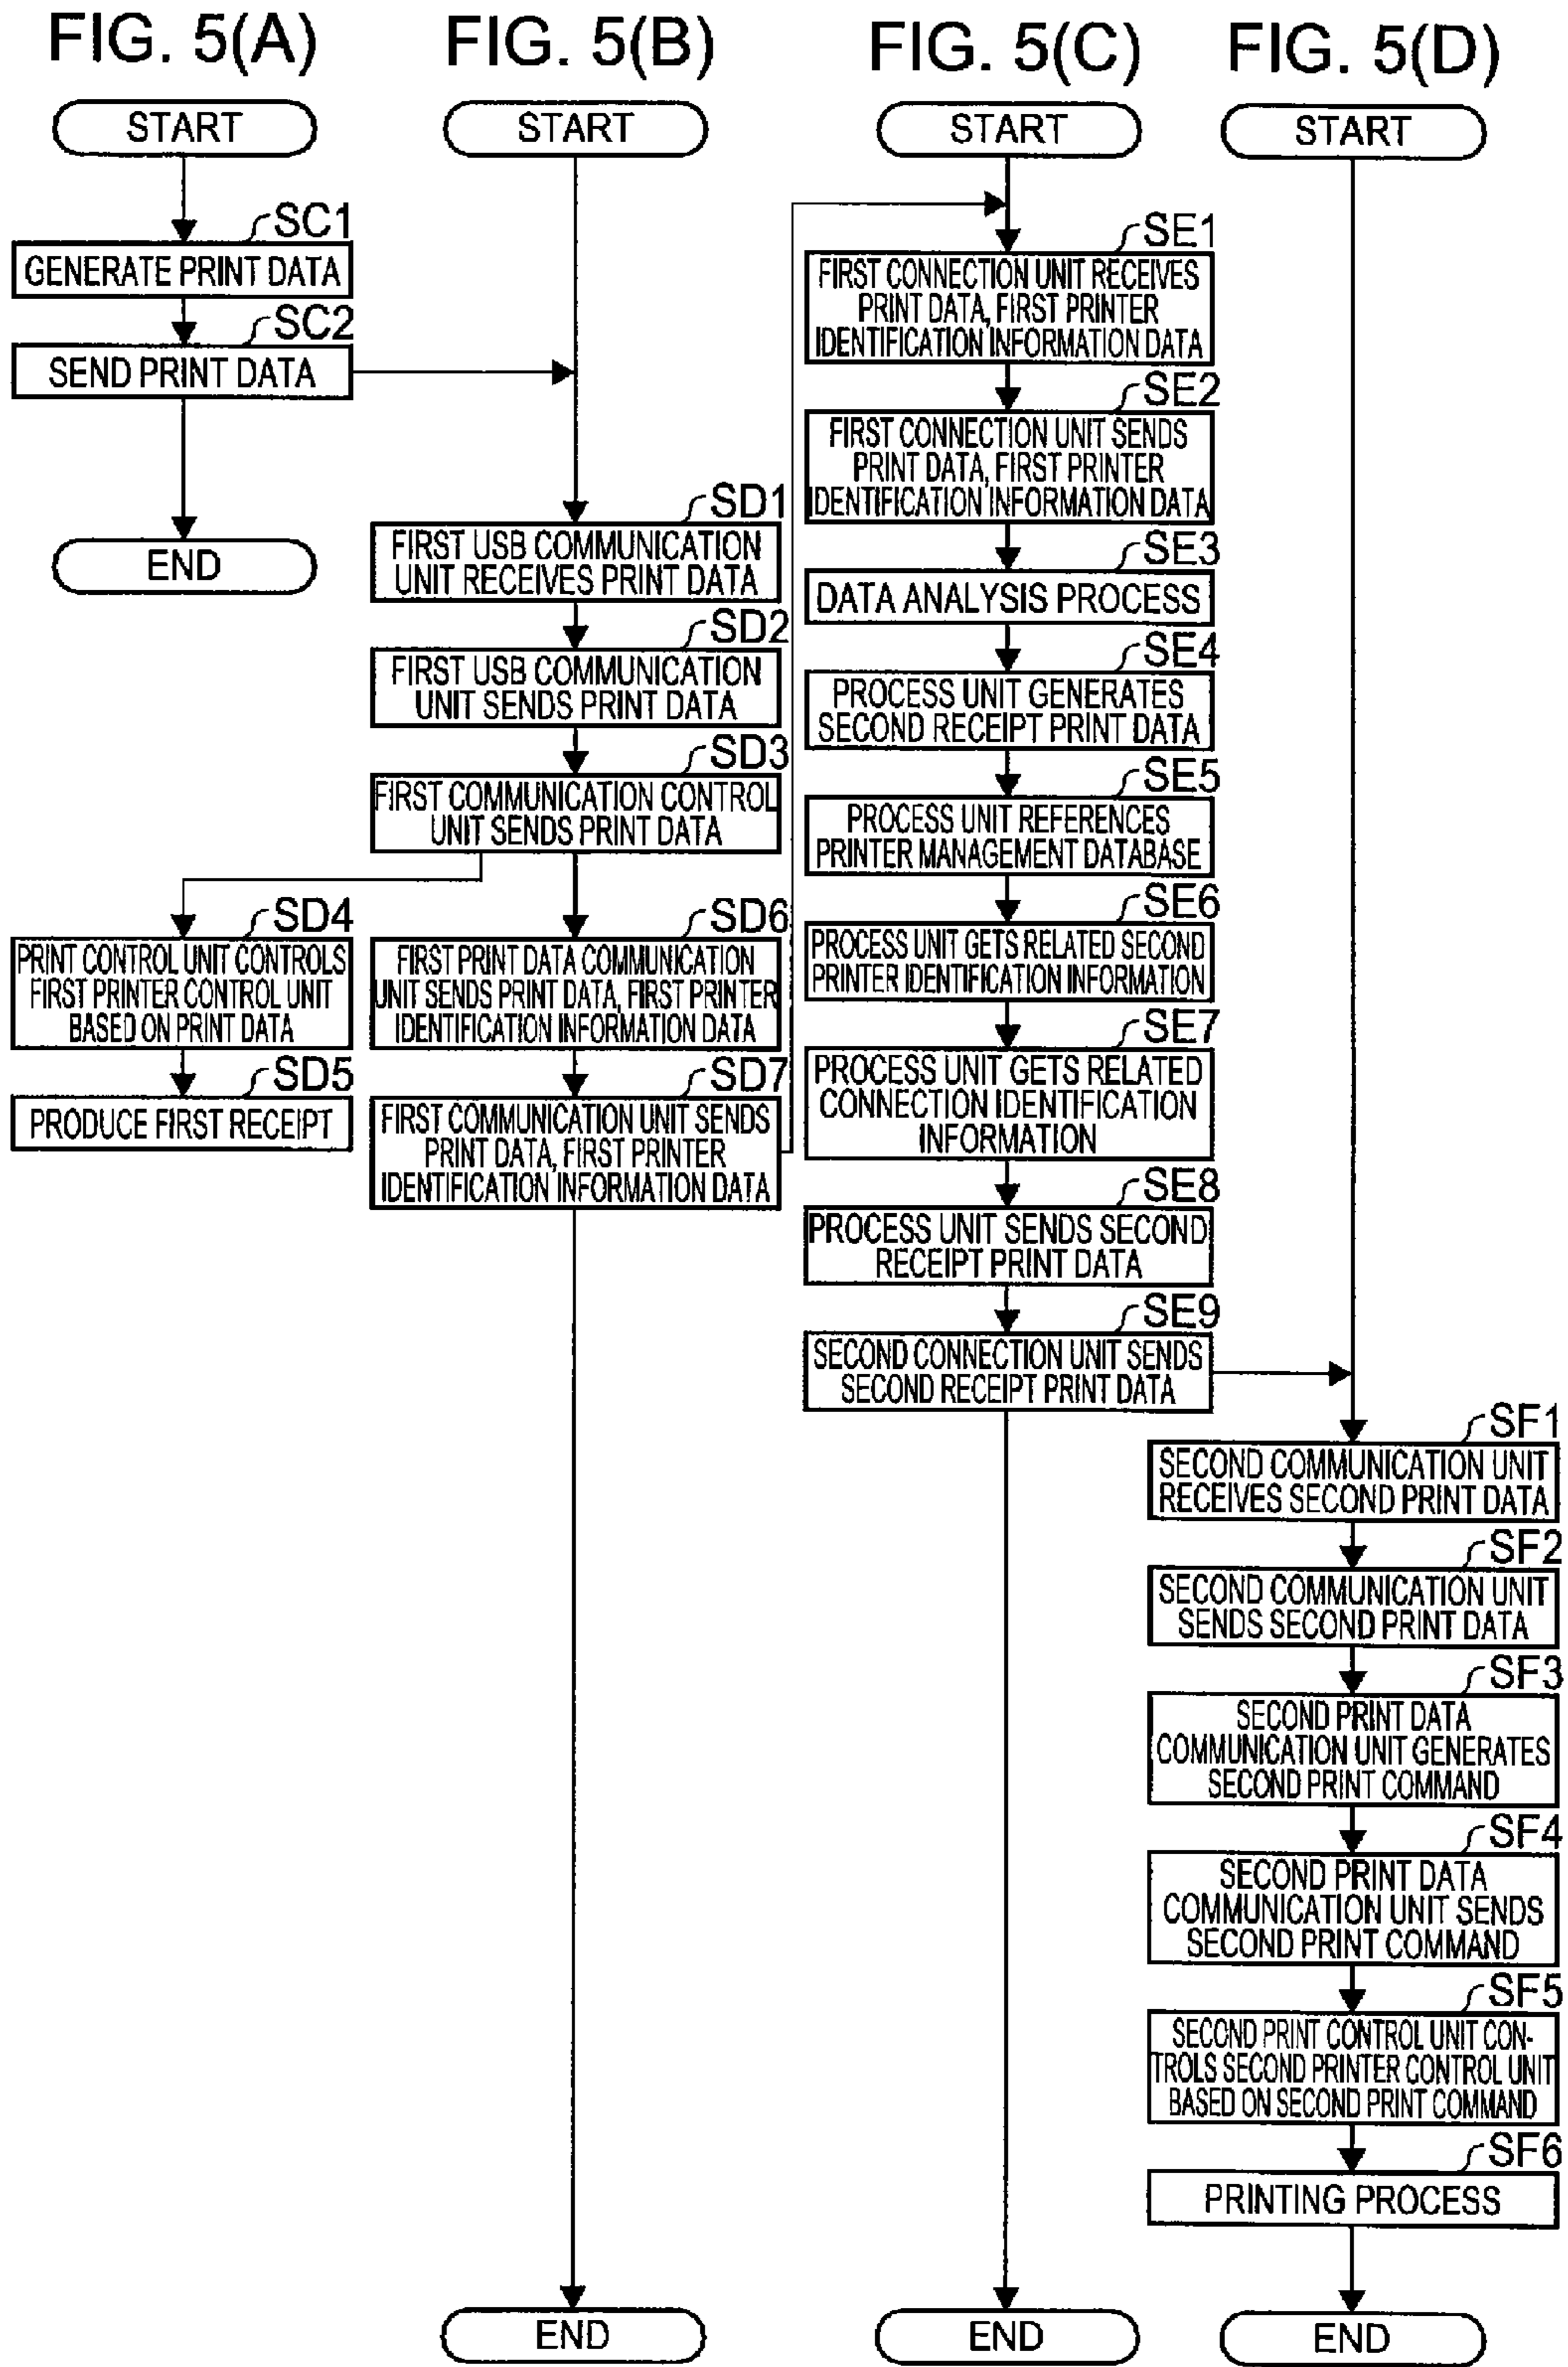 FIG. 5(A)
START
SC1
GENERATE PRINT DATA
SC2
SEND PRINT DATA
END
FIG. 5(B)
START
SD1
FIRST USB COMMUNICATION
UNIT RECEIVES PRINT DATA
SD2
FIRST USB COMMUNICATION
UNIT SENDS PRINT DATA
SD3
FIRST COMMUNICATION CONTROL
UNIT SENDS PRINT DATA
SD4
PRINT CONTROL UNIT CONTROLS
FIRST PRINTER CONTROL UNIT
BASED ON PRINT DATA
SD5
PRODUCE FIRST RECEIPT
SD6
FIRST PRINT DATA COMMUNICATION
UNIT SENDS PRINT DATA, FIRST PRINTER
IDENTIFICATION INFORMATION DATA
SD7
FIRST COMMUNICATION UNIT SENDS
PRINT DATA, FIRST PRINTER
IDENTIFICATION INFORMATION DATA
END
FIG. 5(C)
START
SE1
FIRST CONNECTION UNIT RECEIVES
PRINT DATA, FIRST PRINTER
IDENTIFICATION INFORMATION DATA
SE2
FIRST CONNECTION UNIT SENDS
PRINT DATA, FIRST PRINTER
IDENTIFICATION INFORMATION DATA
SE3
DATA ANALYSIS PROCESS
SE4
PROCESS UNIT GENERATES
SECOND RECEIPT PRINT DATA
SE5
PROCESS UNIT REFERENCES
PRINTER MANAGEMENT DATABASE
SE6
PROCESS UNIT GETS RELATED SECOND
PRINTER IDENTIFICATION INFORMATION
SE7
PROCESS UNIT GETS RELATED
CONNECTION IDENTIFICATION
INFORMATION
SE8
PROCESS UNIT SENDS SECOND
RECEIPT PRINT DATA
SE9
SECOND CONNECTION UNIT SENDS
SECOND RECEIPT PRINT DATA
END
FIG. 5(D)
START
SF1
SECOND COMMUNICATION UNIT
RECEIVES SECOND PRINT DATA
SF2
SECOND COMMUNICATION UNIT
SENDS SECOND PRINT DATA
SF3
SECOND PRINT DATA
COMMUNICATION UNIT GENERATES
SECOND PRINT COMMAND
SF4
SECOND PRINT DATA
COMMUNICATION UNIT SENDS
SECOND PRINT COMMAND
SF5
SECOND PRINT CONTROL UNIT CON-
TROLS SECOND PRINTER CONTROL UNIT
BASED ON SECOND PRINT COMMAND
SF6
PRINTING PROCESS
END